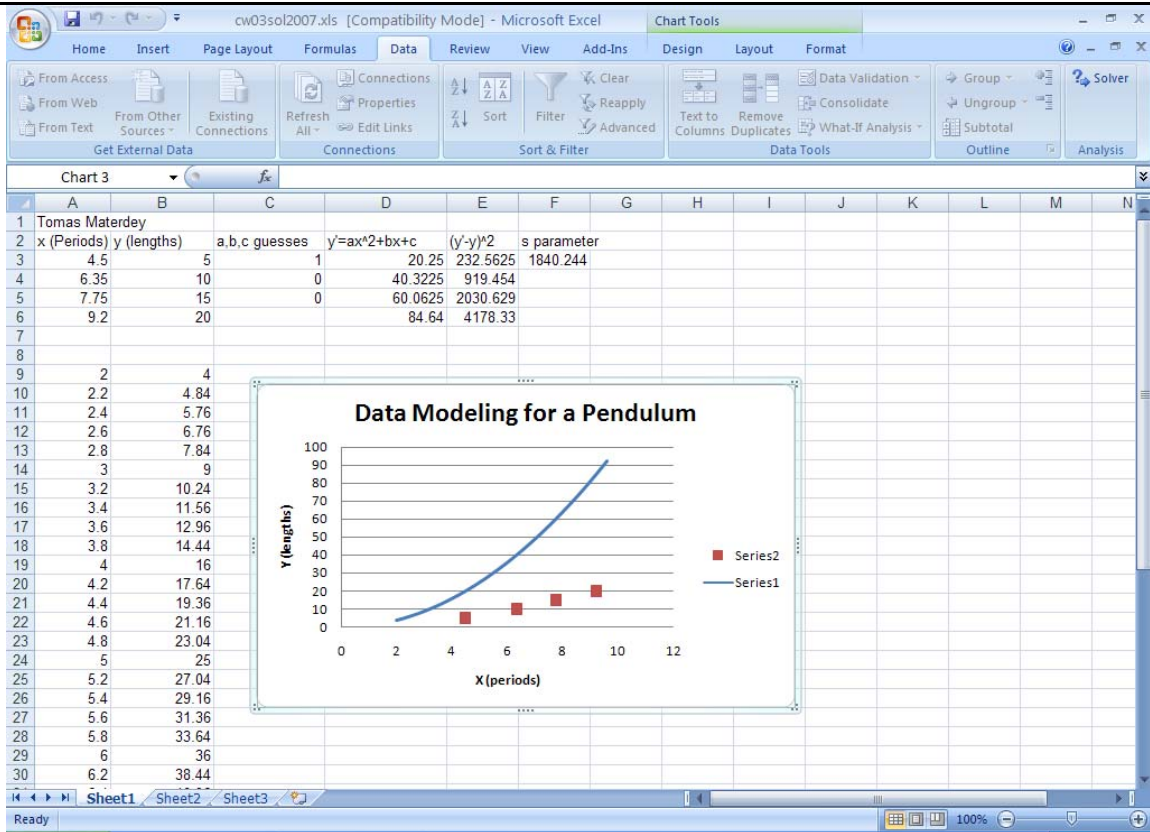 cw03sol2007.xls [Compatibility Mode] - Microsoft Excel Chart Tools
Home Insert Page Layout Formulas Data Review View Add-Ins Design Layout Format
From Access
From Web
From Text
From Other Sources
Existing Connections
Get External Data
Refresh All
Connections
Properties
Edit Links
Connections
Sort
Filter
Clear
Reapply
Advanced
Sort & Filter
Text to Columns
Remove Duplicates
Data Validation
Consolidate
What-If Analysis
Data Tools
Group
Ungroup
Subtotal
Outline
Solver
Analysis
Chart 3 fx
A B C D E F G H I J K L M N
1 Tomas Materdey
2 x (Periods) y (lengths) a,b,c guesses y'=ax^2+bx+c (y'-y)^2 s parameter
3 4.5 5 1 20.25 232.5625 1840.244
4 6.35 10 0 40.3225 919.454
5 7.75 15 0 60.0625 2030.629
6 9.2 20 84.64 4178.33
7
8
9 2 4
10 2.2 4.84
11 2.4 5.76
12 2.6 6.76
13 2.8 7.84
14 3 9
15 3.2 10.24
16 3.4 11.56
17 3.6 12.96
18 3.8 14.44
19 4 16
20 4.2 17.64
21 4.4 19.36
22 4.6 21.16
23 4.8 23.04
24 5 25
25 5.2 27.04
26 5.4 29.16
27 5.6 31.36
28 5.8 33.64
29 6 36
30 6.2 38.44
Data Modeling for a Pendulum
100
90
80
70
60
50
40
30
20
10
0
Y (lengths)
0 2 4 6 8 10 12
X (periods)
Series2
Series1
Sheet1 Sheet2 Sheet3
Ready 100%